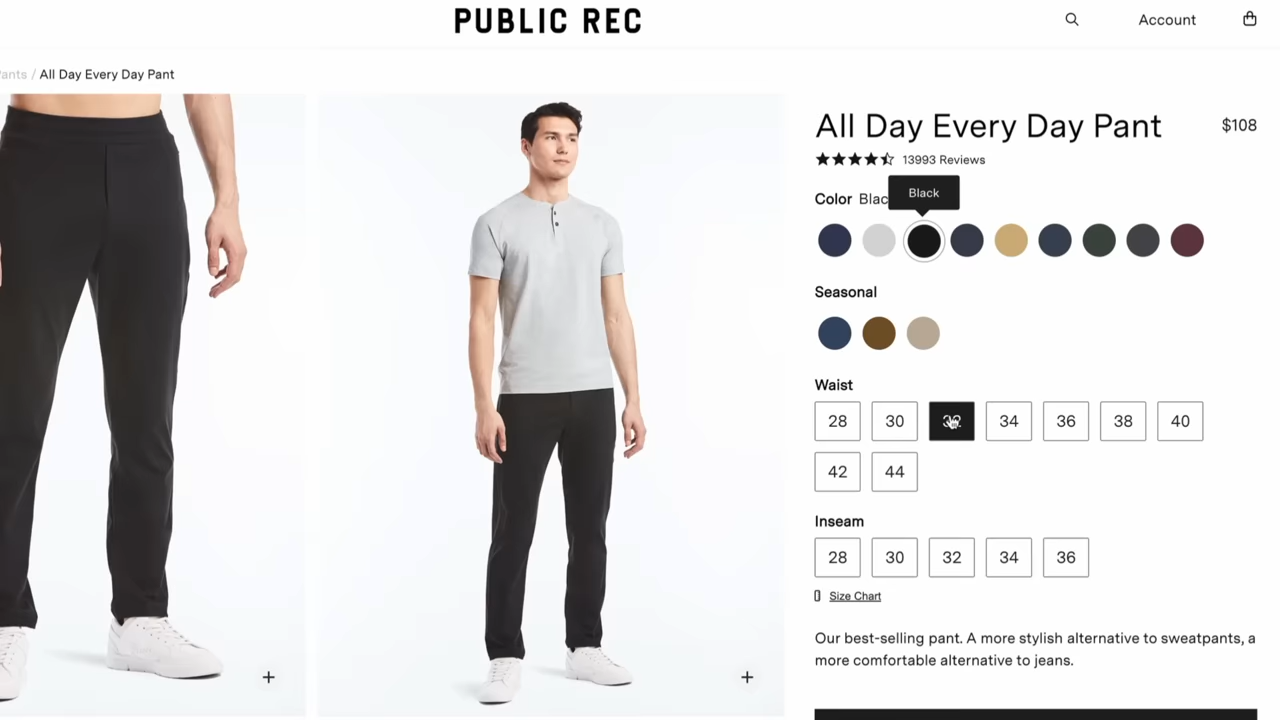 PUBLIC REC
Account
ants / All Day Every Day Pant
All Day Every Day Pant
$108
13993 Reviews
Black
Color Blac
Seasonal
Waist
28 30 32 34 36 38 40
42 44
Inseam
28 30 32 34 36
Size Chart
Our best-selling pant. A more stylish alternative to sweatpants, a
more comfortable alternative to jeans.